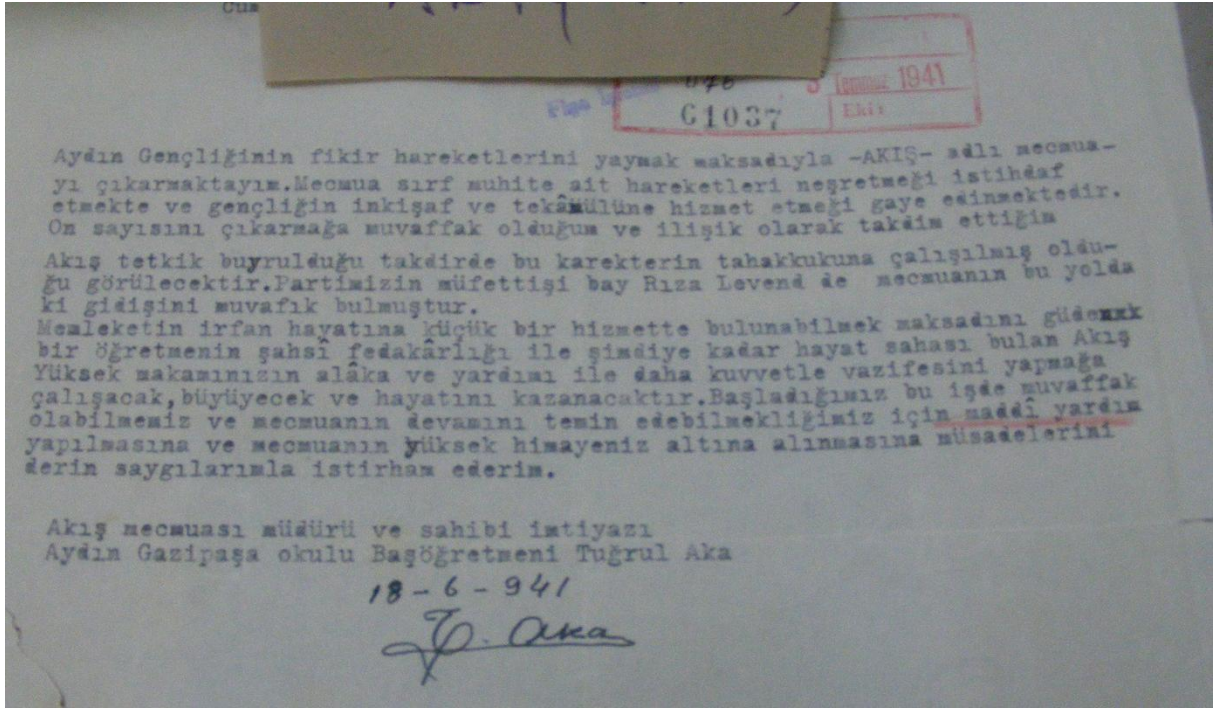 Cum
046
3 Temmuz 1941
G1037
Eki:
Aydın Gençliğinin fikir hareketlerini yaymak maksadıyla -AKIŞ- adlı mecmua-
yı çıkarmaktayım.Mecmua sırf muhite ait hareketleri neşretmeği istihdaf
etmekte ve gençliğin inkişaf ve tekâmülüne hizmet etmeği gaye edinmektedir.
On sayısını çıkarmağa muvaffak olduğum ve ilişik olarak takdim ettiğim
Akış tetkik buyrulduğu takdirde bu karekterin tahakkukuna çalışılmış oldu-
ğu görülecektir.Partimizin müfettişi bay Rıza Levend de mecmuanın bu yolda
ki gidişini muvafık bulmuştur.
Memleketin irfan hayatına küçük bir hizmette bulunabilmek maksadını güden
bir öğretmenin şahsî fedakârlığı ile şimdiye kadar hayat sahası bulan Akış
Yüksek makamınızın alâka ve yardımı ile daha kuvvetle vazifesini yapmağa
çalışacak,büyüyecek ve hayatını kazanacaktır.Başladığımız bu işde muvaffak
olabilmemiz ve mecmuanın devamını temin edebilmekliğimiz için maddî yardım
yapılmasına ve mecmuanın yüksek himayeniz altına alınmasına müsadelerini
derin saygılarımla istirham ederim.
Akış mecmuası müdürü ve sahibi imtiyazı
Aydın Gazipaşa okulu Başöğretmeni Tuğrul Aka
18-6-941
T. Aka